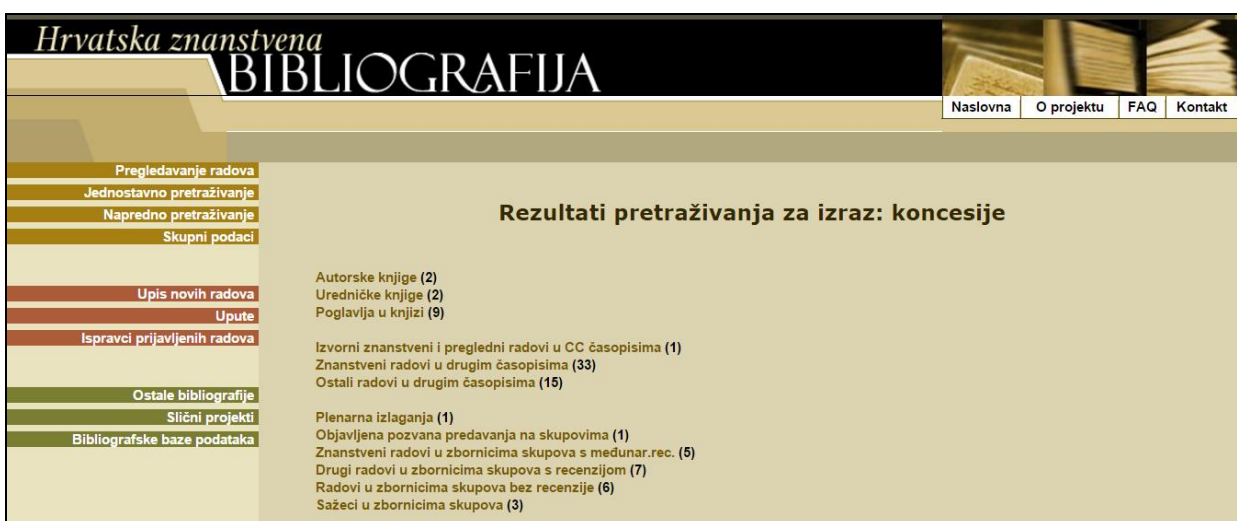 Hrvatska znanstvena
BIBLIOGRAFIJA
Naslovna
O projektu
FAQ
Kontakt
Pregledavanje radova
Jednostavno pretraživanje
Napredno pretraživanje
Skupni podaci
Upis novih radova
Upute
Ispravci prijavljenih radova
Ostale bibliografije
Slični projekti
Bibliografske baze podataka
Rezultati pretraživanja za izraz: koncesije
Autorske knjige (2)
Uredničke knjige (2)
Poglavlja u knjizi (9)
Izvorni znanstveni i pregledni radovi u CC časopisima (1)
Znanstveni radovi u drugim časopisima (33)
Ostali radovi u drugim časopisima (15)
Plenarna izlaganja (1)
Objavljena pozvana predavanja na skupovima (1)
Znanstveni radovi u zbornicima skupova s međunar.rec. (5)
Drugi radovi u zbornicima skupova s recenzijom (7)
Radovi u zbornicima skupova bez recenzije (6)
Sažeci u zbornicima skupova (3)